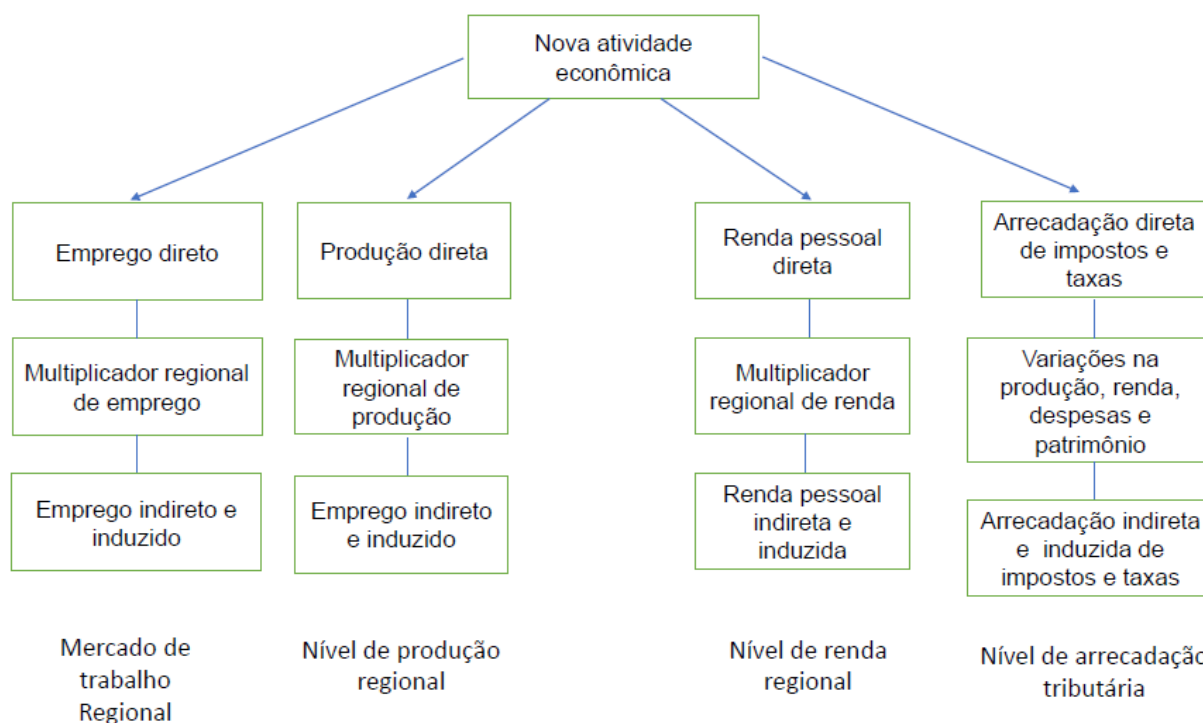 Nova atividade
econômica
Emprego direto
Multiplicador regional
de emprego
Emprego indireto e
induzido
Mercado de
trabalho
Regional
Produção direta
Multiplicador
regional de
produção
Emprego indireto
e induzido
Nível de produção
regional
Renda pessoal
direta
Multiplicador
regional de renda
Renda pessoal
indireta e
induzida
Nível de renda
regional
Arrecadação direta
de impostos e
taxas
Variações na
produção, renda,
despesas e
patrimônio
Arrecadação indireta
e induzida de
impostos e taxas
Nível de arrecadação
tributária